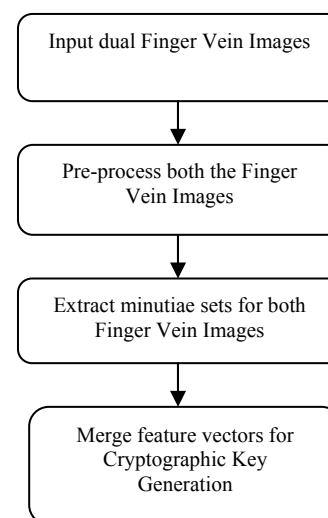 Input dual Finger Vein Images
Pre-process both the Finger
Vein Images
Extract minutiae sets for both
Finger Vein Images
Merge feature vectors for
Cryptographic Key
Generation